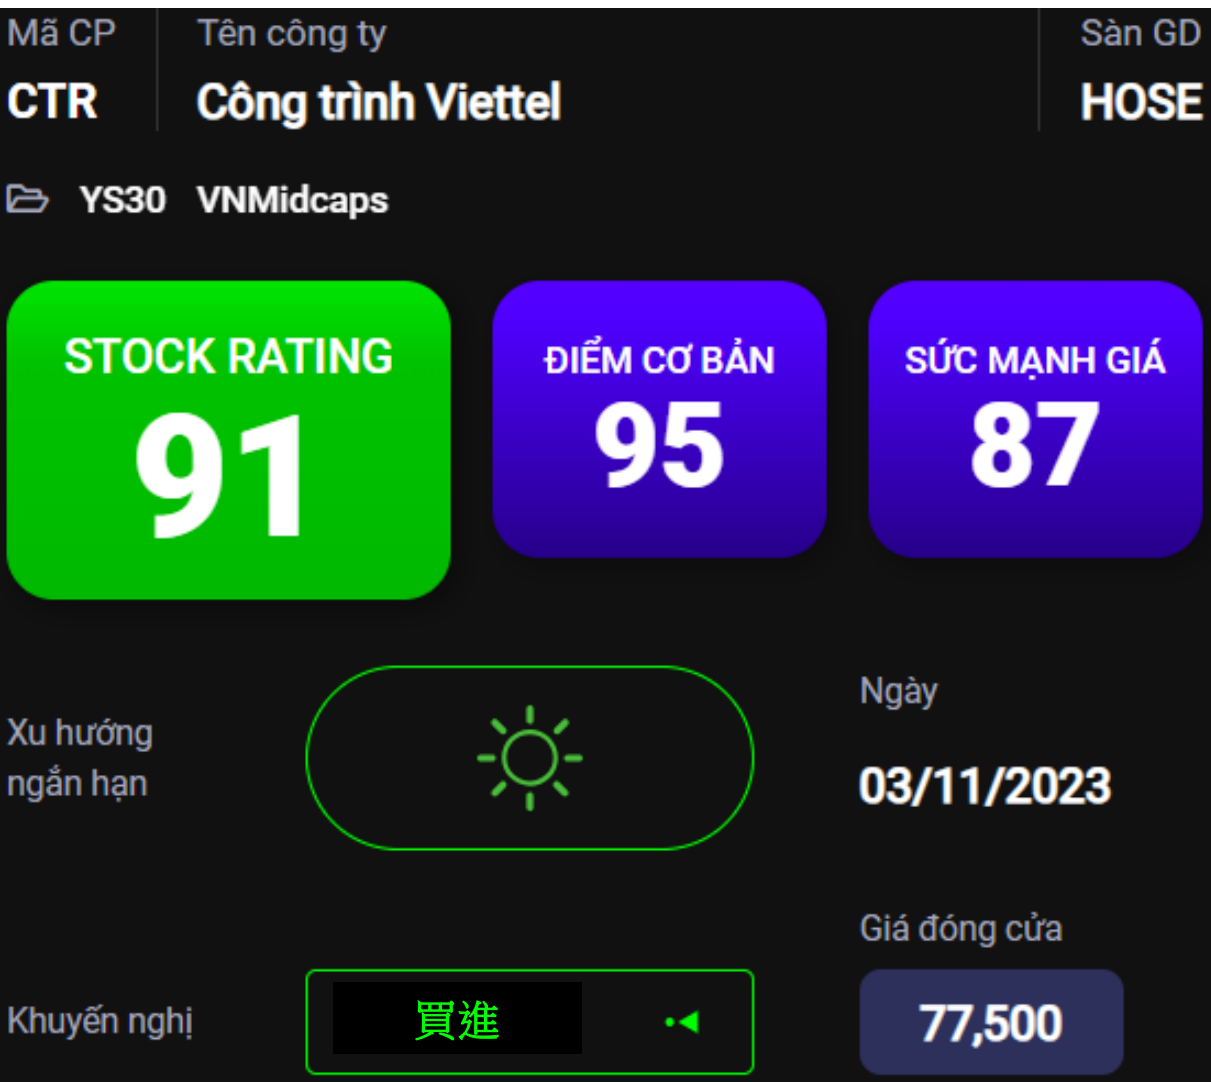 Mã CP
Tên công ty
Sàn GD
CTR
Công trình Viettel
HOSE
YS30 VNMidcaps
STOCK RATING
91
ĐIỂM CƠ BẢN
95
SỨC MẠNH GIÁ
87
Xu hướng
ngắn hạn
Ngày
03/11/2023
Khuyến nghị
買進
Giá đóng cửa
77,500